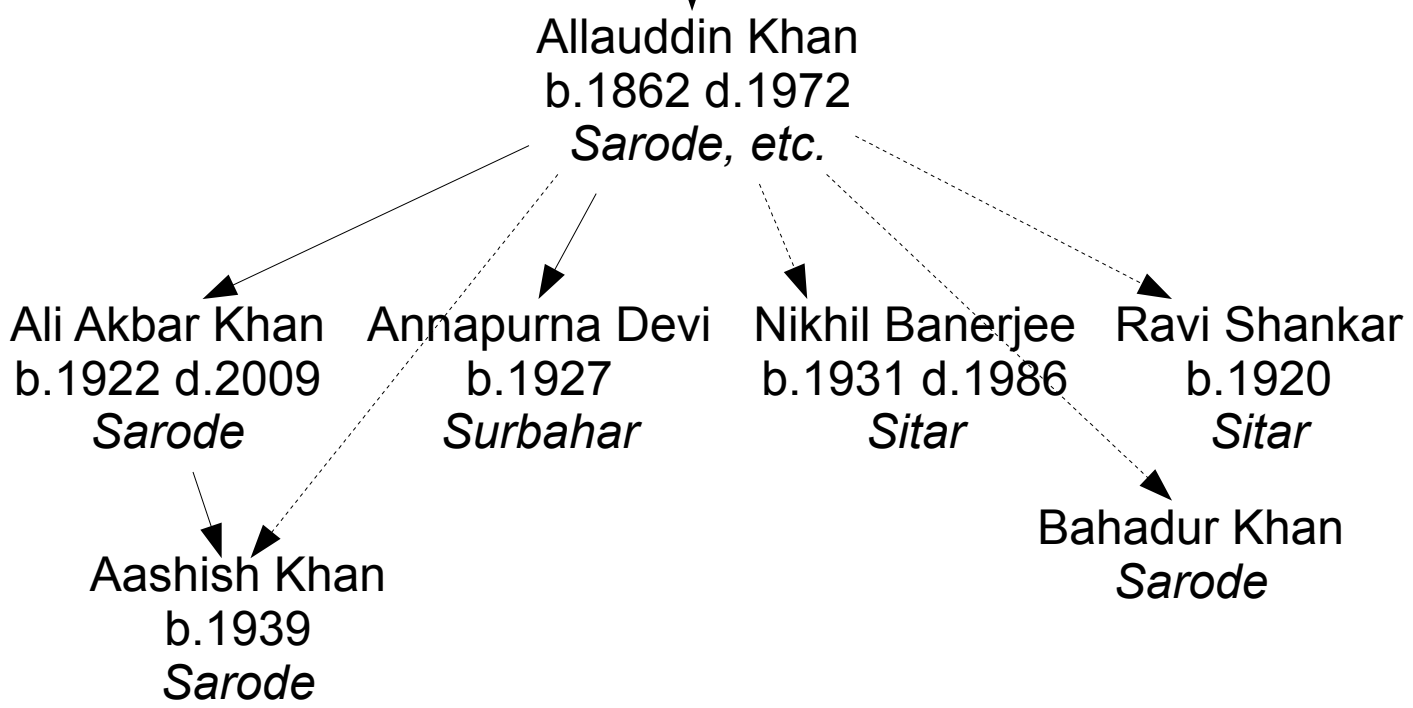 Allauddin Khan
b.1862 d.1972
Sarode, etc.
Ali Akbar Khan
b.1922 d.2009
Sarode
Annapurna Devi
b.1927
Surbahar
Nikhil Banerjee
b.1931 d.1986
Sitar
Ravi Shankar
b.1920
Sitar
Bahadur Khan
Sarode
Aashish Khan
b.1939
Sarode